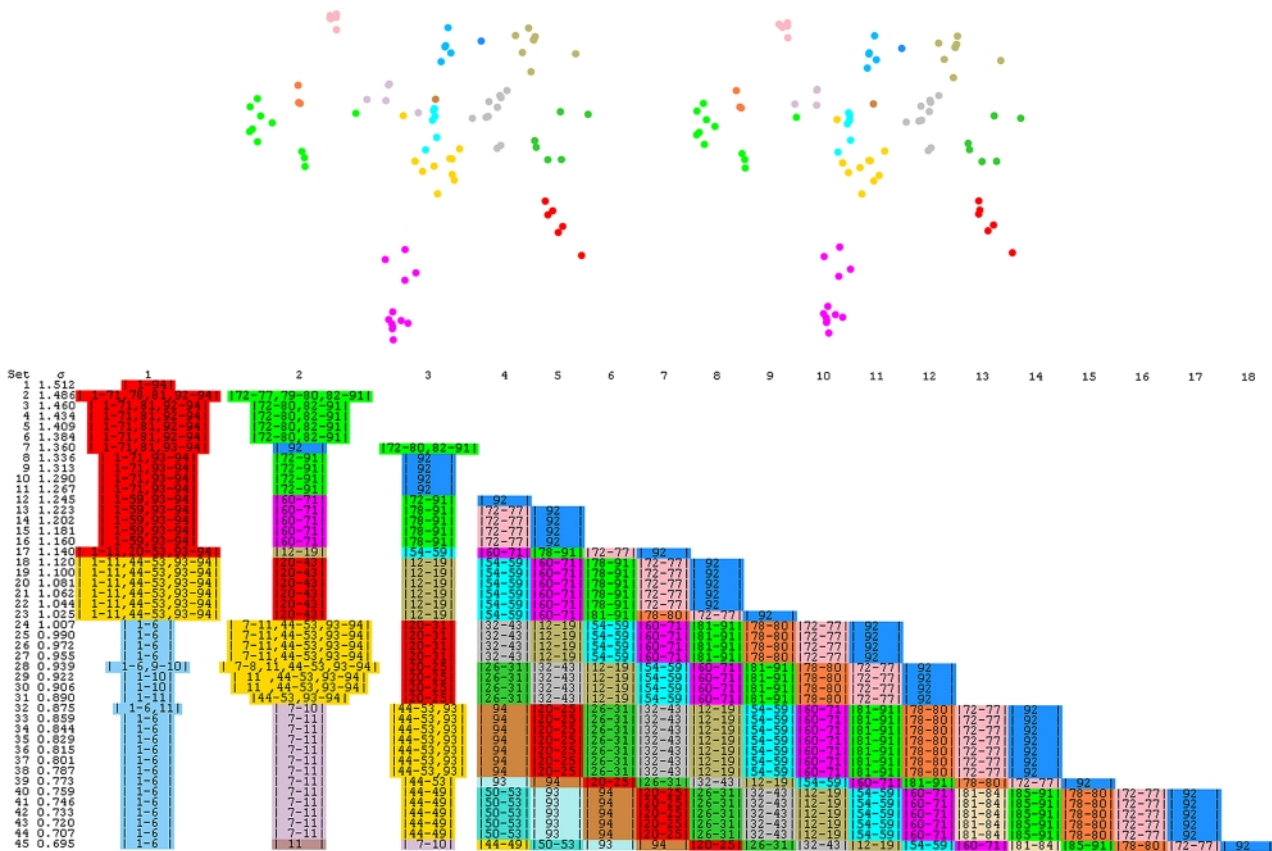 Set σ 1 2 3 4 5 6 7 8 9 10 11 12 13 14 15 16 17 18
1 1.512 | 1-94|
2 1.486 | 1-71,78,81,92-94| |72-77,79-80,82-91|
3 1.460 | 1-71,81,92-94| |72-80,82-91|
4 1.434 | 1-71,81,92-94| |72-80,82-91|
5 1.409 | 1-71,81,92-94| |72-80,82-91|
6 1.384 | 1-71,81,92-94| |72-80,82-91|
7 1.360 | 1-71,81,93-94| | 92 | |72-80,82-91|
8 1.336 | 1-71,93-94| |72-91| | 92 |
9 1.313 | 1-71,93-94| |72-91| | 92 |
10 1.290 | 1-71,93-94| |72-91| | 92 |
11 1.267 | 1-71,93-94| |72-91| | 92 |
12 1.245 | 1-59,93-94| |60-71| |72-91| | 92 |
13 1.223 | 1-59,93-94| |60-71| |78-91| |72-77| 92 |
14 1.202 | 1-59,93-94| |60-71| |78-91| |72-77| 92 |
15 1.181 | 1-59,93-94| |60-71| |78-91| |72-77| 92 |
16 1.160 | 1-59,93-94| |60-71| |78-91| |72-77| 92 |
17 1.140 | 1-11,20-53,93-94| |12-19| |54-59| |60-71|78-91|72-77| 92 |
18 1.120 | 1-11,44-53,93-94| |20-43| |12-19| |54-59|60-71|78-91|72-77| 92 |
19 1.100 | 1-11,44-53,93-94| |20-43| |12-19| |54-59|60-71|78-91|72-77| 92 |
20 1.081 | 1-11,44-53,93-94| |20-43| |12-19| |54-59|60-71|78-91|72-77| 92 |
21 1.062 | 1-11,44-53,93-94| |20-43| |12-19| |54-59|60-71|78-91|72-77| 92 |
22 1.044 | 1-11,44-53,93-94| |20-43| |12-19| |54-59|60-71|78-91|72-77| 92 |
23 1.025 | 1-11,44-53,93-94| |20-43| |12-19| |54-59|60-71|81-91|78-80|72-77| 92 |
24 1.007 | 1-6 | | 7-11,44-53,93-94| |20-31| |32-43|12-19|54-59|60-71|81-91|78-80|72-77| 92 |
25 0.990 | 1-6 | | 7-11,44-53,93-94| |20-31| |32-43|12-19|54-59|60-71|81-91|78-80|72-77| 92 |
26 0.972 | 1-6 | | 7-11,44-53,93-94| |20-31| |32-43|12-19|54-59|60-71|81-91|78-80|72-77| 92 |
27 0.955 | 1-6 | | 7-11,44-53,93-94| |20-31| |32-43|12-19|54-59|60-71|81-91|78-80|72-77| 92 |
28 0.939 | 1-6,9-10| | 7-8,11,44-53,93-94| |20-25| |26-31|32-43|12-19|54-59|60-71|81-91|78-80|72-77| 92 |
29 0.922 | 1-10| | 11 ,44-53,93-94| |20-25| |26-31|32-43|12-19|54-59|60-71|81-91|78-80|72-77| 92 |
30 0.906 | 1-10| | 11 ,44-53,93-94| |20-25| |26-31|32-43|12-19|54-59|60-71|81-91|78-80|72-77| 92 |
31 0.890 | 1-11| |44-53,93-94| |20-25| |26-31|32-43|12-19|54-59|60-71|81-91|78-80|72-77| 92 |
32 0.875 | 1-6,11| | 7-10| |44-53,93| | 94 |20-25|26-31|32-43|12-19|54-59|60-71|81-91|78-80|72-77| 92 |
33 0.859 | 1-6 | | 7-11| |44-53,93| | 94 |20-25|26-31|32-43|12-19|54-59|60-71|81-91|78-80|72-77| 92 |
34 0.844 | 1-6 | | 7-11| |44-53,93| | 94 |20-25|26-31|32-43|12-19|54-59|60-71|81-91|78-80|72-77| 92 |
35 0.829 | 1-6 | | 7-11| |44-53,93| | 94 |20-25|26-31|32-43|12-19|54-59|60-71|81-91|78-80|72-77| 92 |
36 0.815 | 1-6 | | 7-11| |44-53,93| | 94 |20-25|26-31|32-43|12-19|54-59|60-71|81-91|78-80|72-77| 92 |
37 0.801 | 1-6 | | 7-11| |44-53,93| | 94 |20-25|26-31|32-43|12-19|54-59|60-71|81-91|78-80|72-77| 92 |
38 0.787 | 1-6 | | 7-11| |44-53,93| | 94 |20-25|26-31|32-43|12-19|54-59|60-71|81-91|78-80|72-77| 92 |
39 0.773 | 1-6 | | 7-11| |44-53| | 93 | 94 |20-25|26-31|32-43|12-19|54-59|60-71|81-91|78-80|72-77| 92 |
40 0.759 | 1-6 | | 7-11| |44-49| |50-53| 93 | 94 |20-25|26-31|32-43|12-19|54-59|60-71|81-84|85-91|78-80|72-77| 92 |
41 0.746 | 1-6 | | 7-11| |44-49| |50-53| 93 | 94 |20-25|26-31|32-43|12-19|54-59|60-71|81-84|85-91|78-80|72-77| 92 |
42 0.733 | 1-6 | | 7-11| |44-49| |50-53| 93 | 94 |20-25|26-31|32-43|12-19|54-59|60-71|81-84|85-91|78-80|72-77| 92 |
43 0.720 | 1-6 | | 7-11| |44-49| |50-53| 93 | 94 |20-25|26-31|32-43|12-19|54-59|60-71|81-84|85-91|78-80|72-77| 92 |
44 0.707 | 1-6 | | 7-11| |44-49| |50-53| 93 | 94 |20-25|26-31|32-43|12-19|54-59|60-71|81-84|85-91|78-80|72-77| 92 |
45 0.695 | 1-6 | | 11 | | 7-10| |44-49|50-53| 93 | 94 |20-25|26-31|32-43|12-19|54-59|60-71|81-84|85-91|78-80|72-77| 92 |